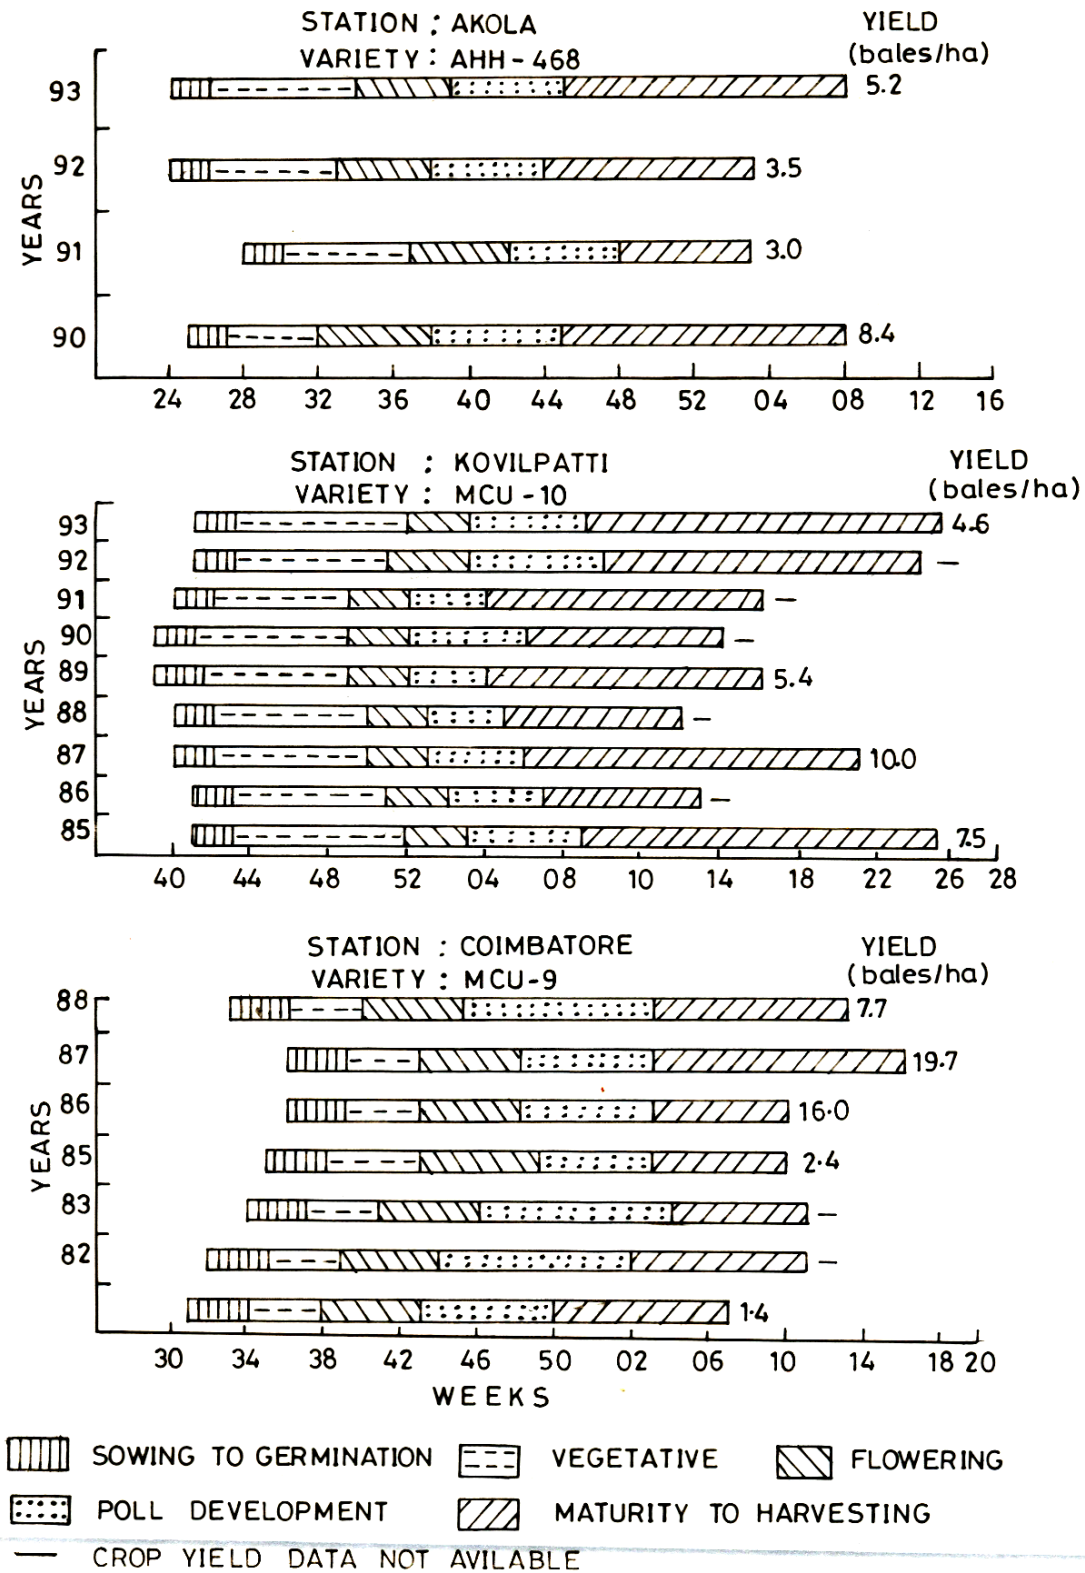 STATION : AKOLA YIELD
VARIETY : AHH-468 (bales/ha)
93 5.2
92 3.5
91 3.0
90 8.4
YEARS
24 28 32 36 40 44 48 52 04 08 12 16
STATION : KOVILPATTI YIELD
VARIETY : MCU-10 (bales/ha)
93 4.6
92 —
91 —
90 —
89 5.4
88 —
87 10.0
86 —
85 7.5
YEARS
40 44 48 52 04 08 10 14 18 22 26 28
STATION : COIMBATORE YIELD
VARIETY : MCU-9 (bales/ha)
88 7.7
87 19.7
86 16.0
85 2.4
83 —
82 —
1.4
YEARS
30 34 38 42 46 50 02 06 10 14 18 20
WEEKS
SOWING TO GERMINATION VEGETATIVE FLOWERING
POLL DEVELOPMENT MATURITY TO HARVESTING
— CROP YIELD DATA NOT AVILABLE